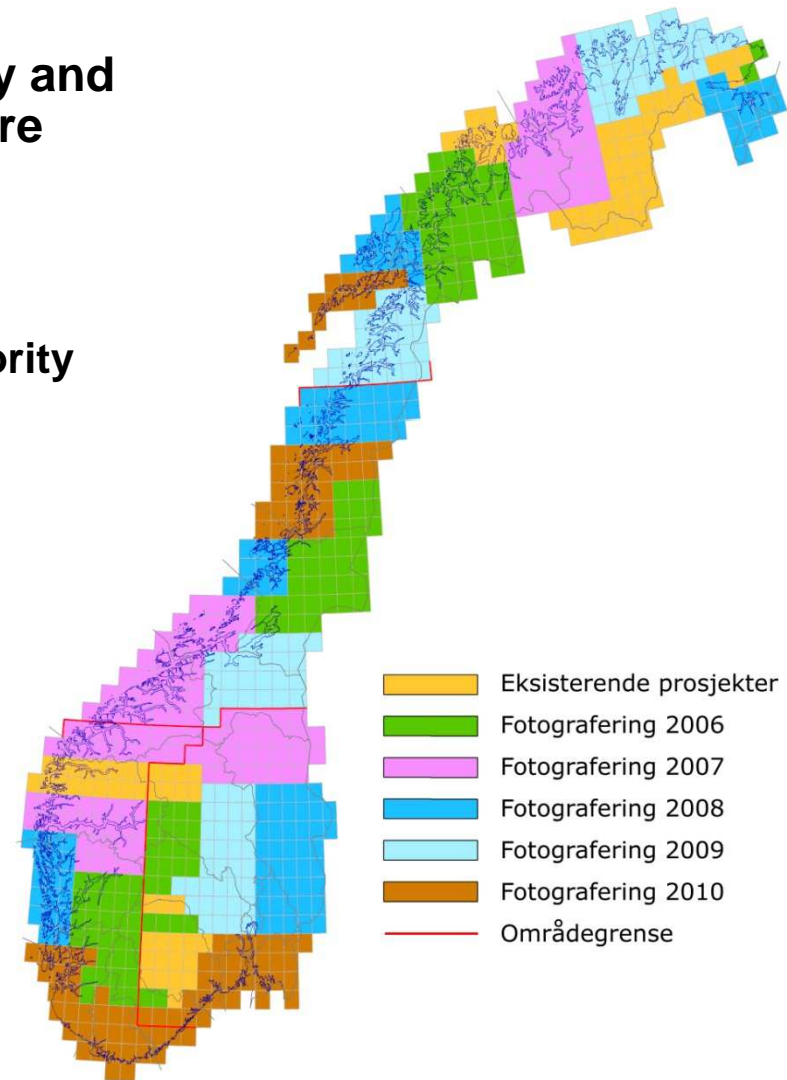 y and
re
ority
Eksisterende prosjekter
Fotografering 2006
Fotografering 2007
Fotografering 2008
Fotografering 2009
Fotografering 2010
Områdegrense